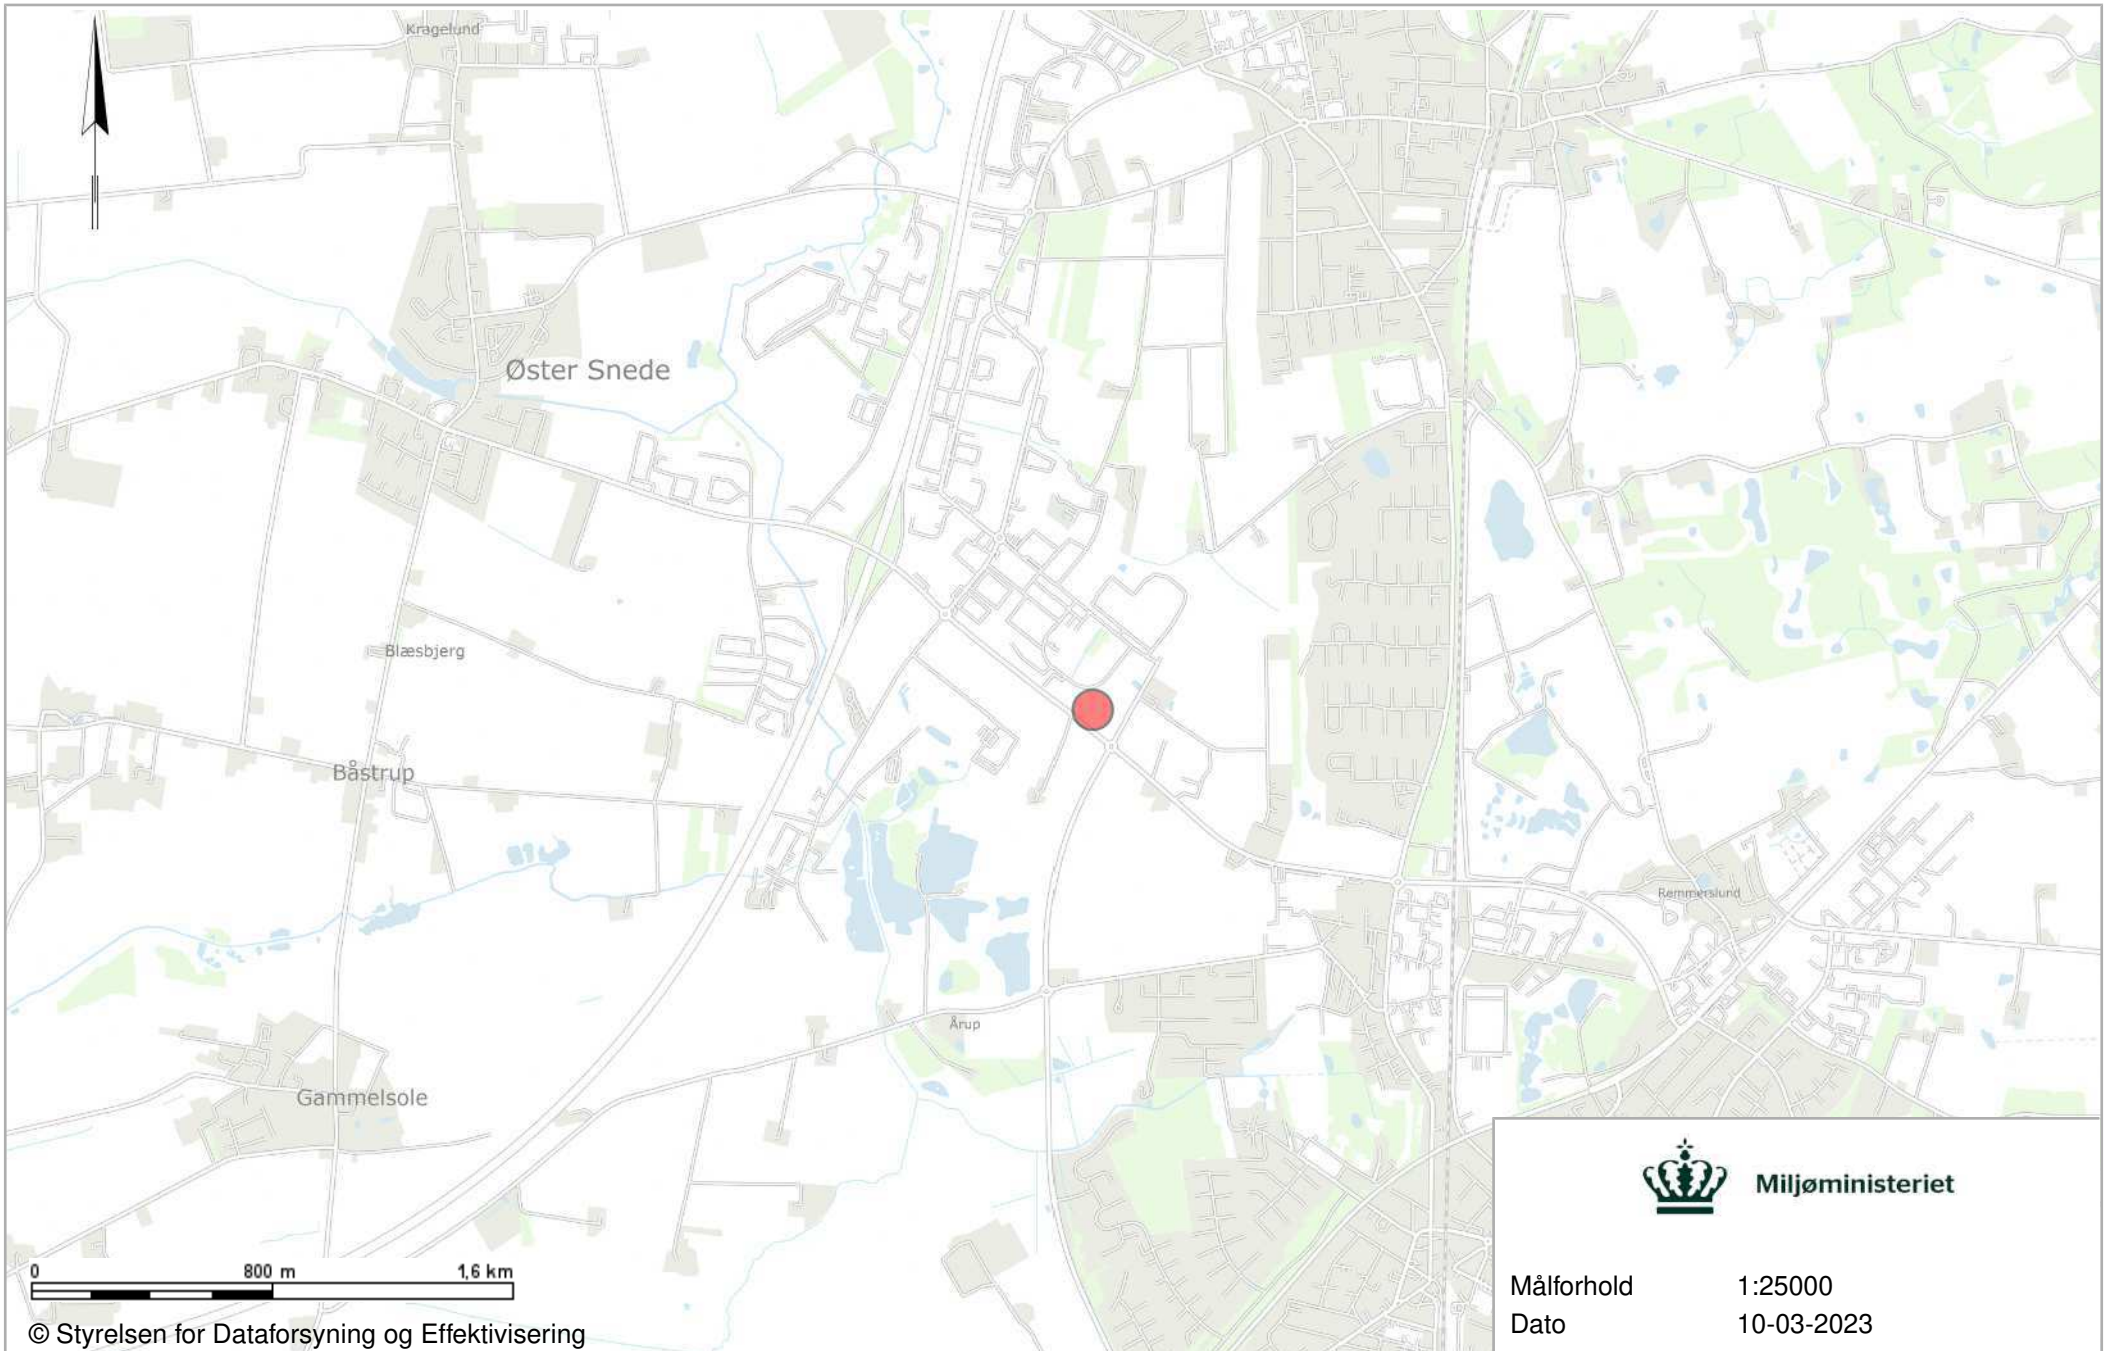 Kragelund
Øster Snede
Blæsbjerg
Båstrup
Remmerslund
Årup
Gammelsole
Miljøministeriet
0 800 m 1,6 km
Målforhold 1:25000
Dato 10-03-2023
© Styrelsen for Dataforsyning og Effektivisering